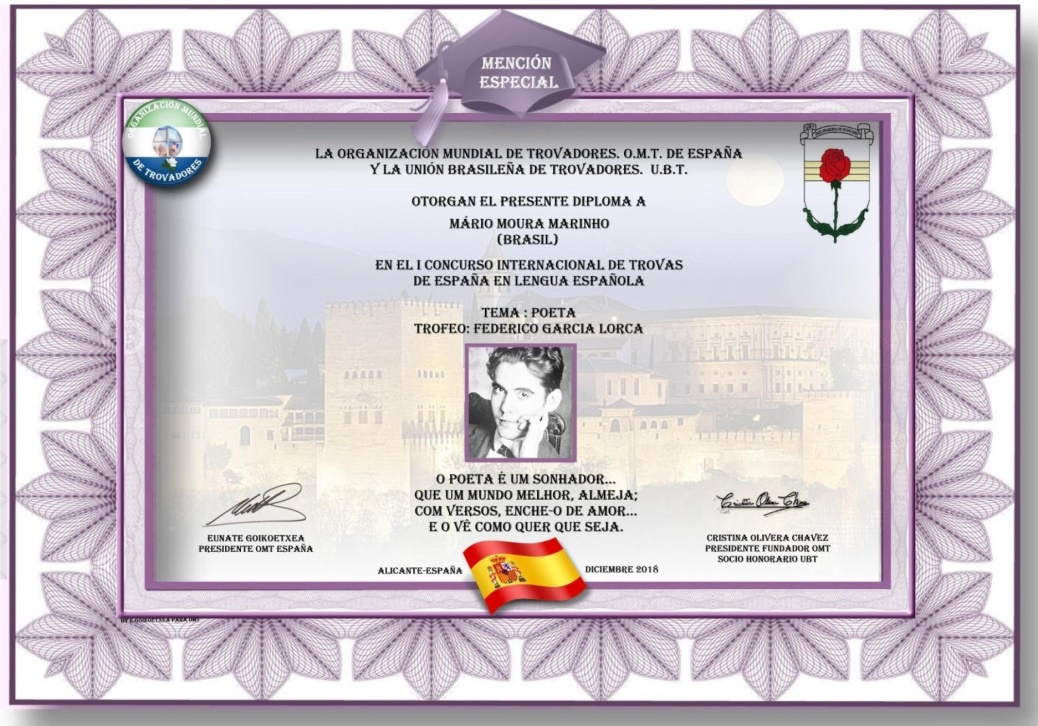 MENCIÓN
ESPECIAL
ORGANIZACIÓN MUNDIAL
DE TROVADORES
LA ORGANIZACIÓN MUNDIAL DE TROVADORES. O.M.T. DE ESPAÑA
Y LA UNIÓN BRASILEÑA DE TROVADORES. U.B.T.
OTORGAN EL PRESENTE DIPLOMA A
MÁRIO MOURA MARINHO
(BRASIL)
EN EL I CONCURSO INTERNACIONAL DE TROVAS
DE ESPAÑA EN LENGUA ESPAÑOLA
TEMA : POETA
TROFEO: FEDERICO GARCIA LORCA
O POETA É UM SONHADOR...
QUE UM MUNDO MELHOR, ALMEJA;
COM VERSOS, ENCHE-O DE AMOR...
E O VÊ COMO QUER QUE SEJA.
EUNATE GOIKOETXEA
PRESIDENTE OMT ESPAÑA
CRISTINA OLIVERA CHAVEZ
PRESIDENTE FUNDADOR OMT
SOCIO HONORARIO UBT
ALICANTE-ESPAÑA DICIEMBRE 2018
GOIKOETXEA PARA OMT